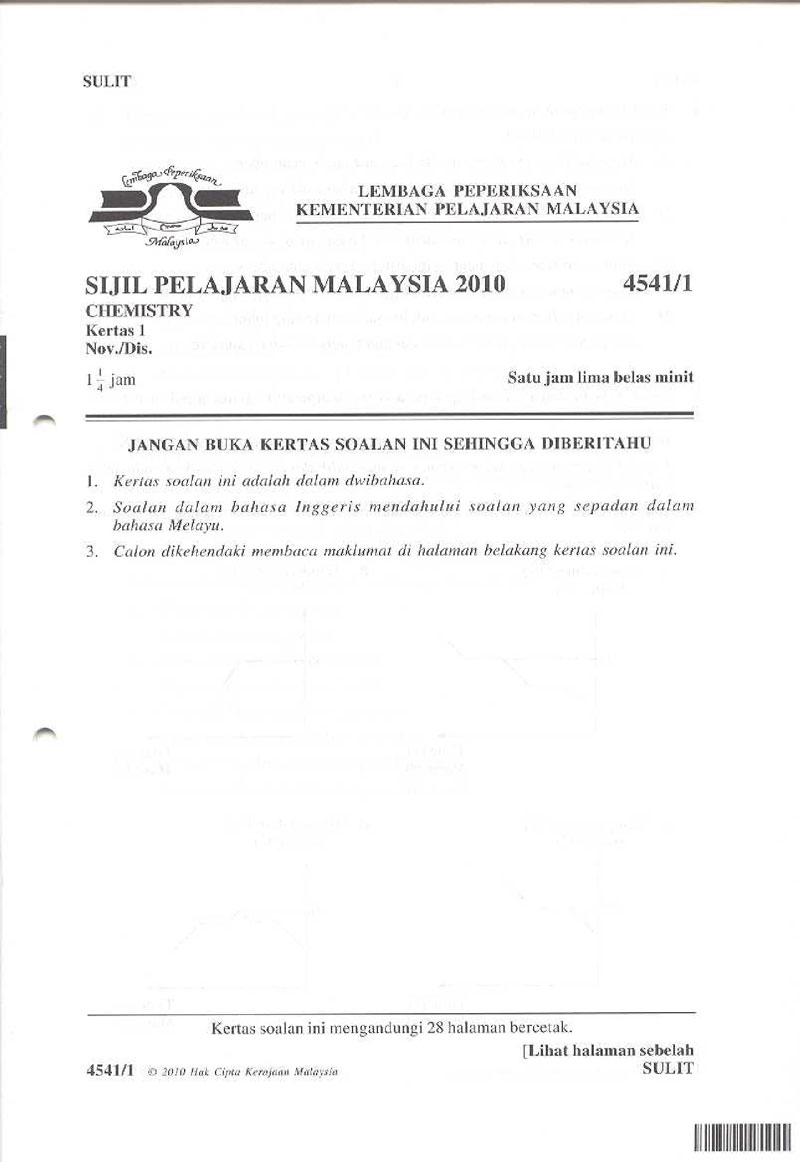 SULIT
Lembaga Peperiksaan
Malaysia
LEMBAGA PEPERIKSAAN
KEMENTERIAN PELAJARAN MALAYSIA
SIJIL PELAJARAN MALAYSIA 2010 4541/1
CHEMISTRY
Kertas 1
Nov./Dis.
1 1/4 jam Satu jam lima belas minit
JANGAN BUKA KERTAS SOALAN INI SEHINGGA DIBERITAHU
1. Kertas soalan ini adalah dalam dwibahasa.
2. Soalan dalam bahasa Inggeris mendahului soalan yang sepadan dalam
bahasa Melayu.
3. Calon dikehendaki membaca maklumat di halaman belakang kertas soalan ini.
Kertas soalan ini mengandungi 28 halaman bercetak.
[Lihat halaman sebelah
4541/1 © 2010 Hak Cipta Kerajaan Malaysia SULIT